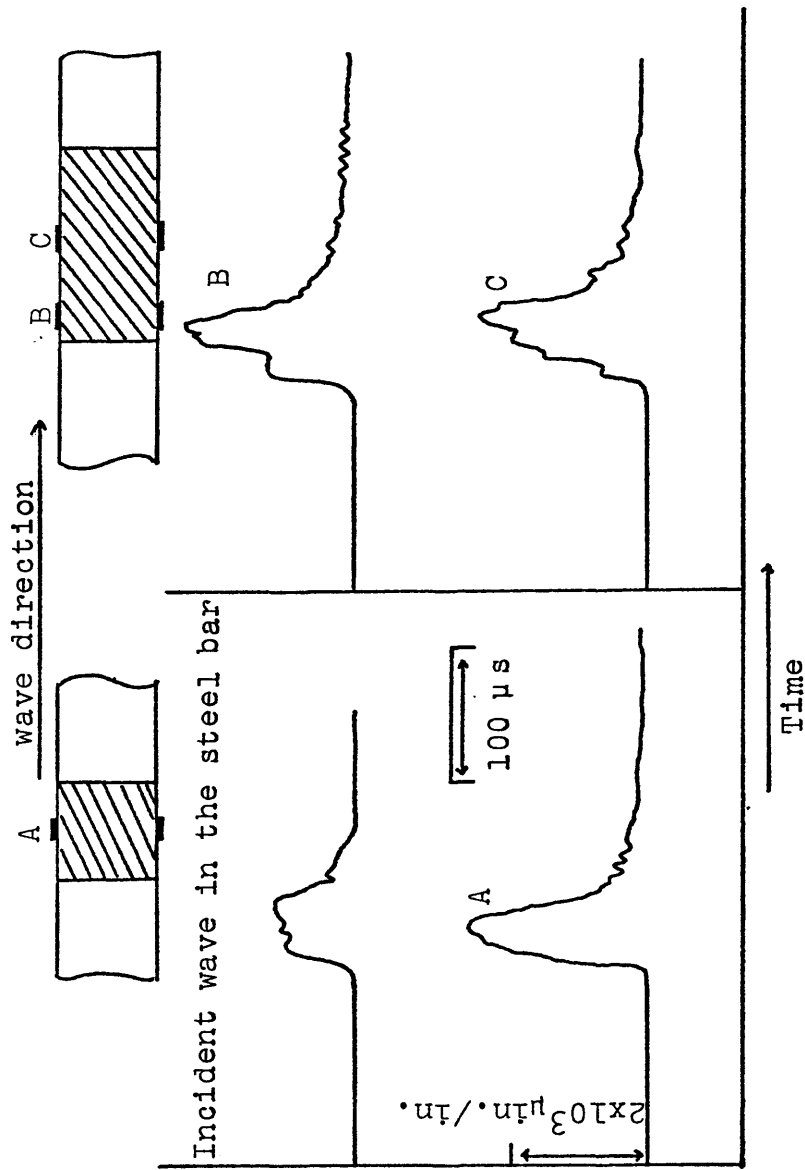 wave direction
A
B
C
Incident wave in the steel bar
B
A
C
100 μs
2x10³μin./in.
Time